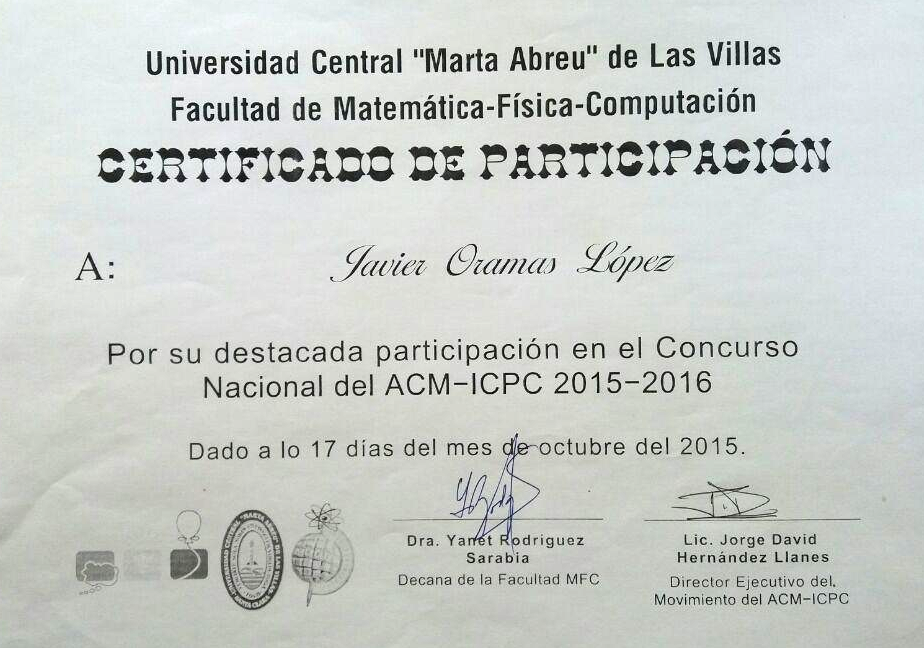 Universidad Central "Marta Abreu" de Las Villas
Facultad de Matemática-Física-Computación
CERTIFICADO DE PARTICIPACIÓN
A: Javier Oramas López
Por su destacada participación en el Concurso
Nacional del ACM-ICPC 2015-2016
Dado a lo 17 días del mes de octubre del 2015.
Dra. Yanet Rodriguez
Sarabia
Decana de la Facultad MFC
Lic. Jorge David
Hernández Llanes
Director Ejecutivo del.
Movimiento del ACM-ICPC